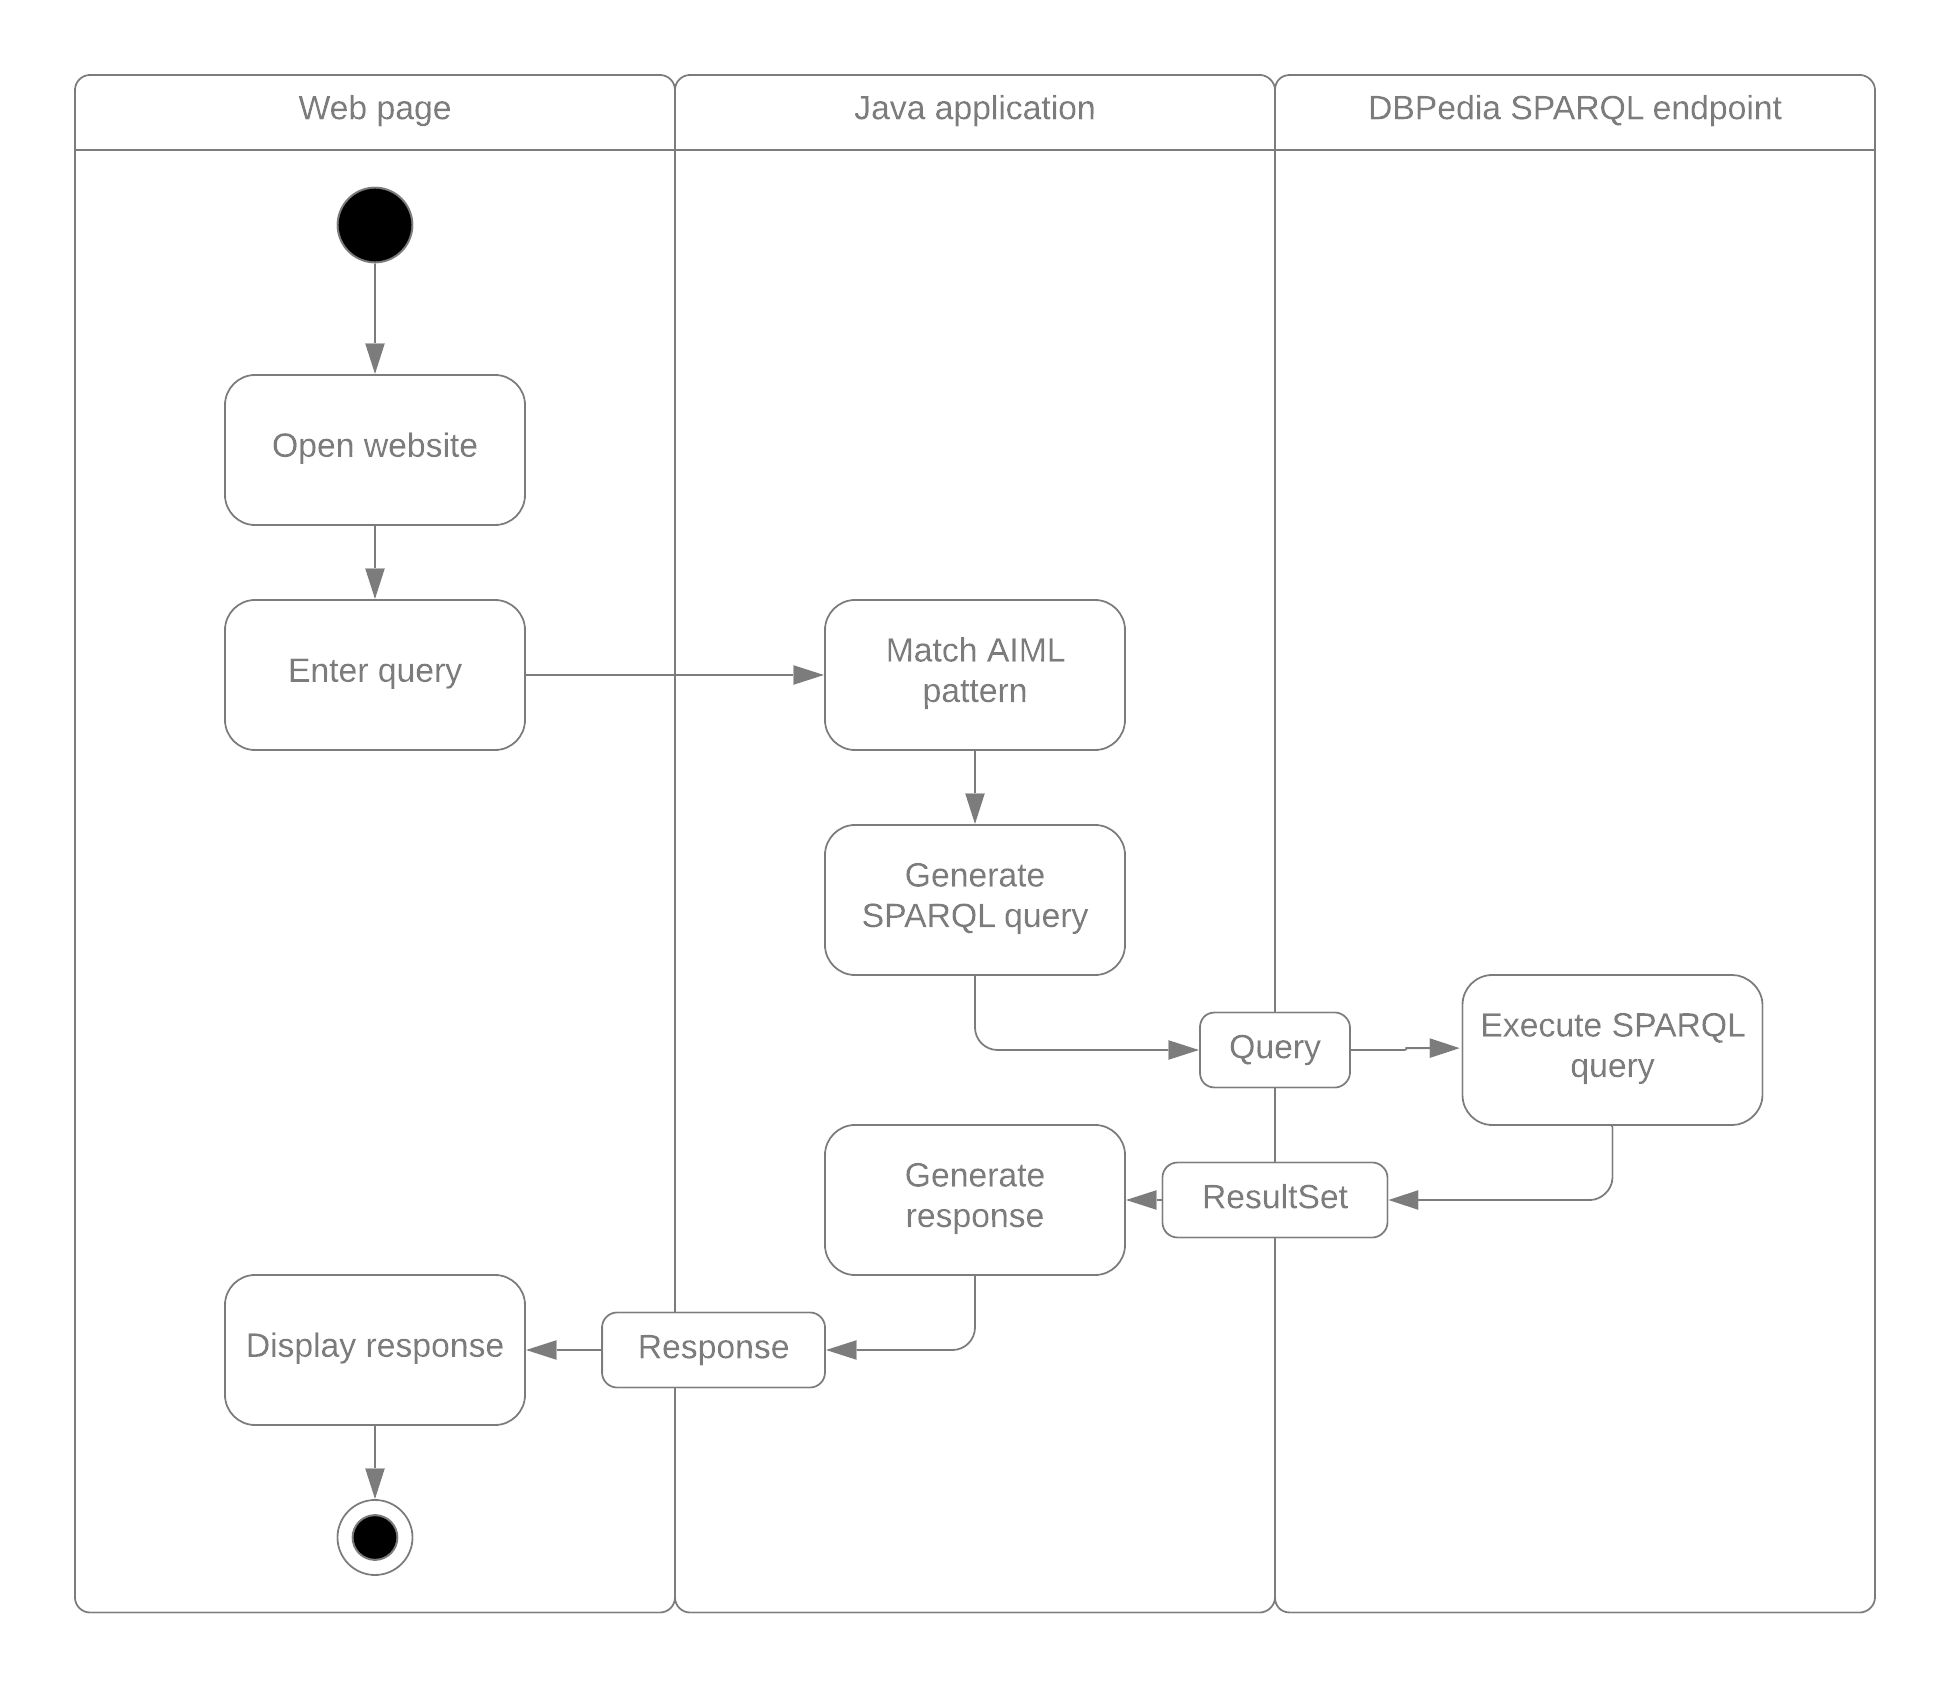 Web page
Java application
DBPedia SPARQL endpoint
Open website
Enter query
Match AIML
pattern
Generate
SPARQL query
Query
Execute SPARQL
query
ResultSet
Generate
response
Response
Display response